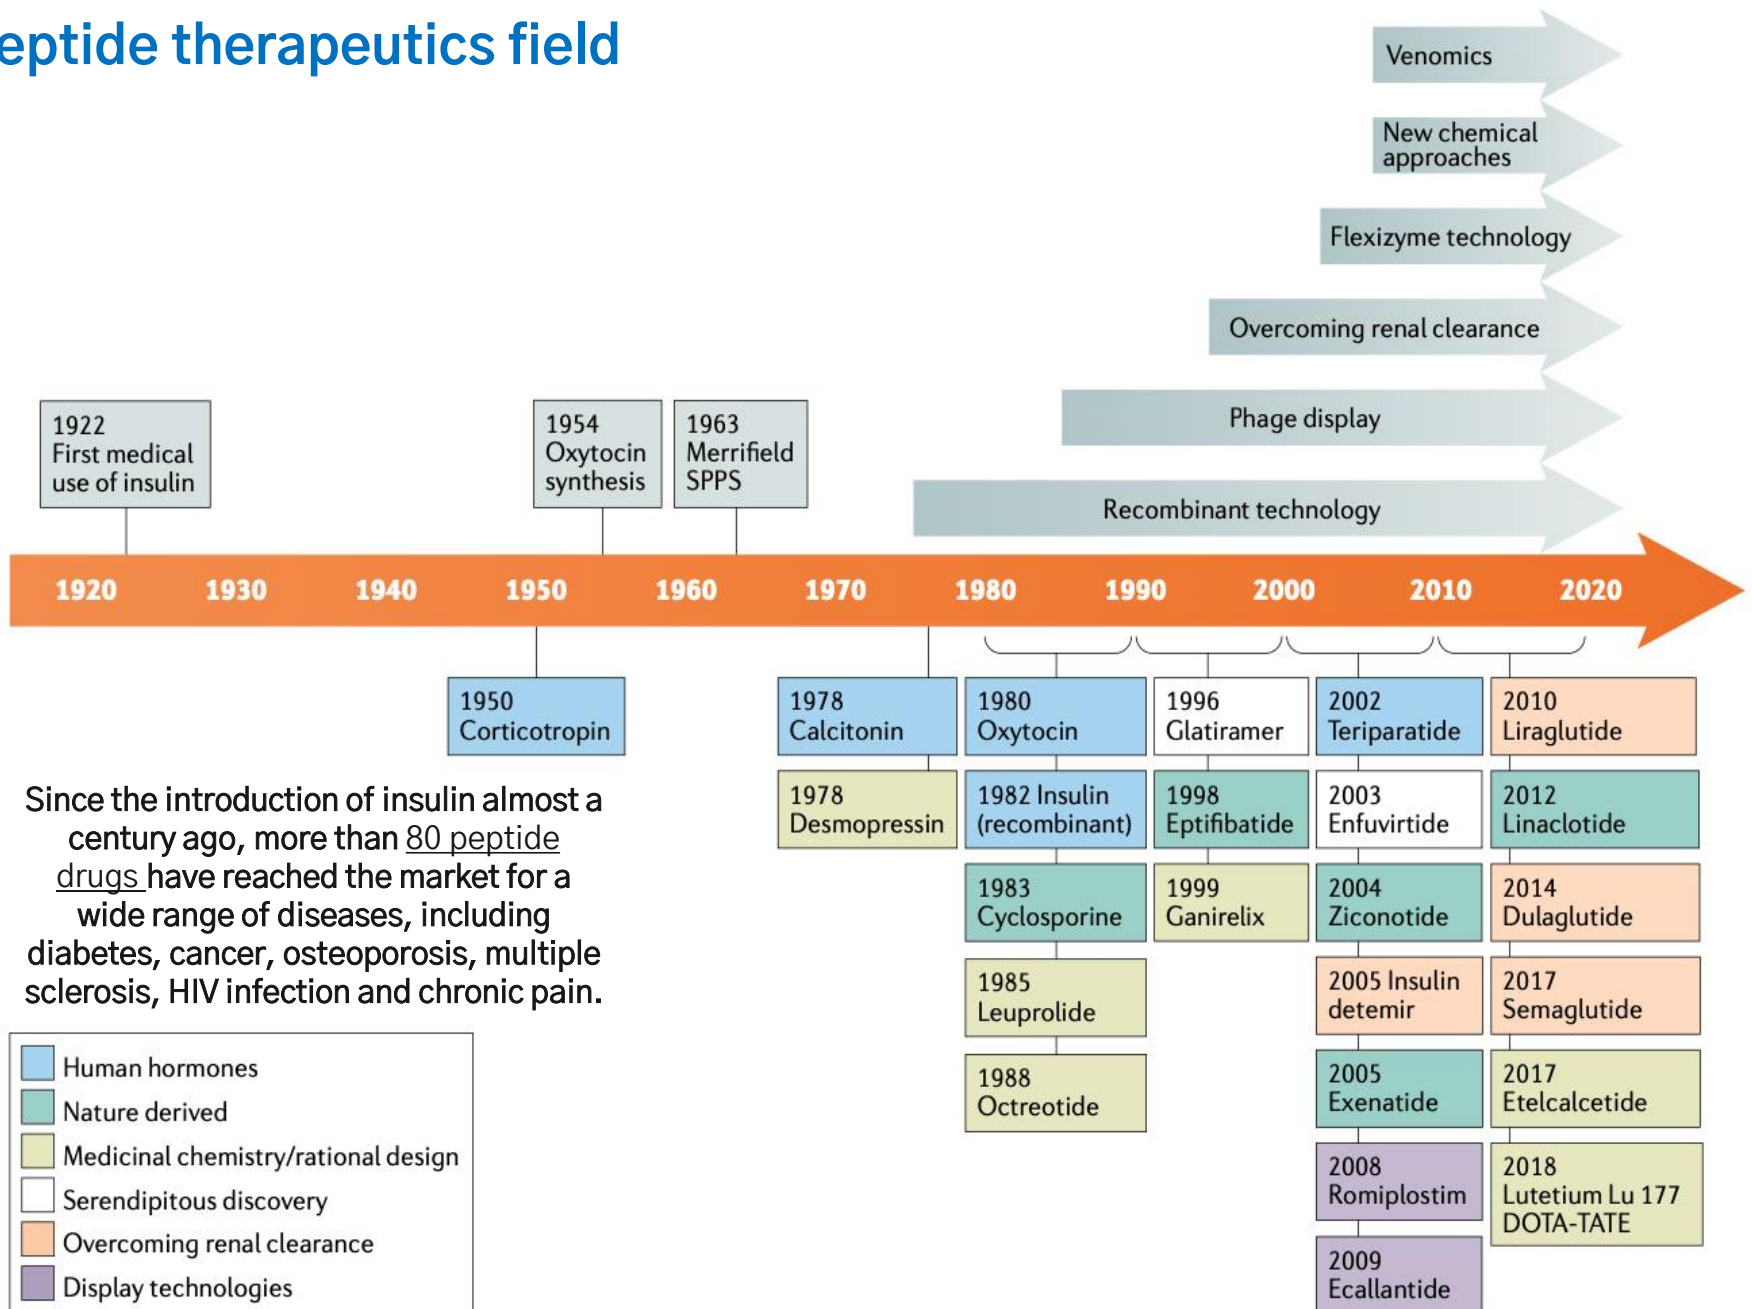 eptide therapeutics field
Venomics
New chemical
approaches
Flexizyme technology
Overcoming renal clearance
Phage display
Recombinant technology
1922
First medical
use of insulin
1954
Oxytocin
synthesis
1963
Merrifield
SPPS
1920 1930 1940 1950 1960 1970 1980 1990 2000 2010 2020
1950
Corticotropin
1978
Calcitonin
1978
Desmopressin
1980
Oxytocin
1982 Insulin
(recombinant)
1983
Cyclosporine
1985
Leuprolide
1988
Octreotide
1996
Glatiramer
1998
Eptifibatide
1999
Ganirelix
2002
Teriparatide
2003
Enfuvirtide
2004
Ziconotide
2005 Insulin
detemir
2005
Exenatide
2008
Romiplostim
2009
Ecallantide
2010
Liraglutide
2012
Linaclotide
2014
Dulaglutide
2017
Semaglutide
2017
Etelcalcetide
2018
Lutetium Lu 177
DOTA-TATE
Since the introduction of insulin almost a
century ago, more than 80 peptide
drugs have reached the market for a
wide range of diseases, including
diabetes, cancer, osteoporosis, multiple
sclerosis, HIV infection and chronic pain.
Human hormones
Nature derived
Medicinal chemistry/rational design
Serendipitous discovery
Overcoming renal clearance
Display technologies